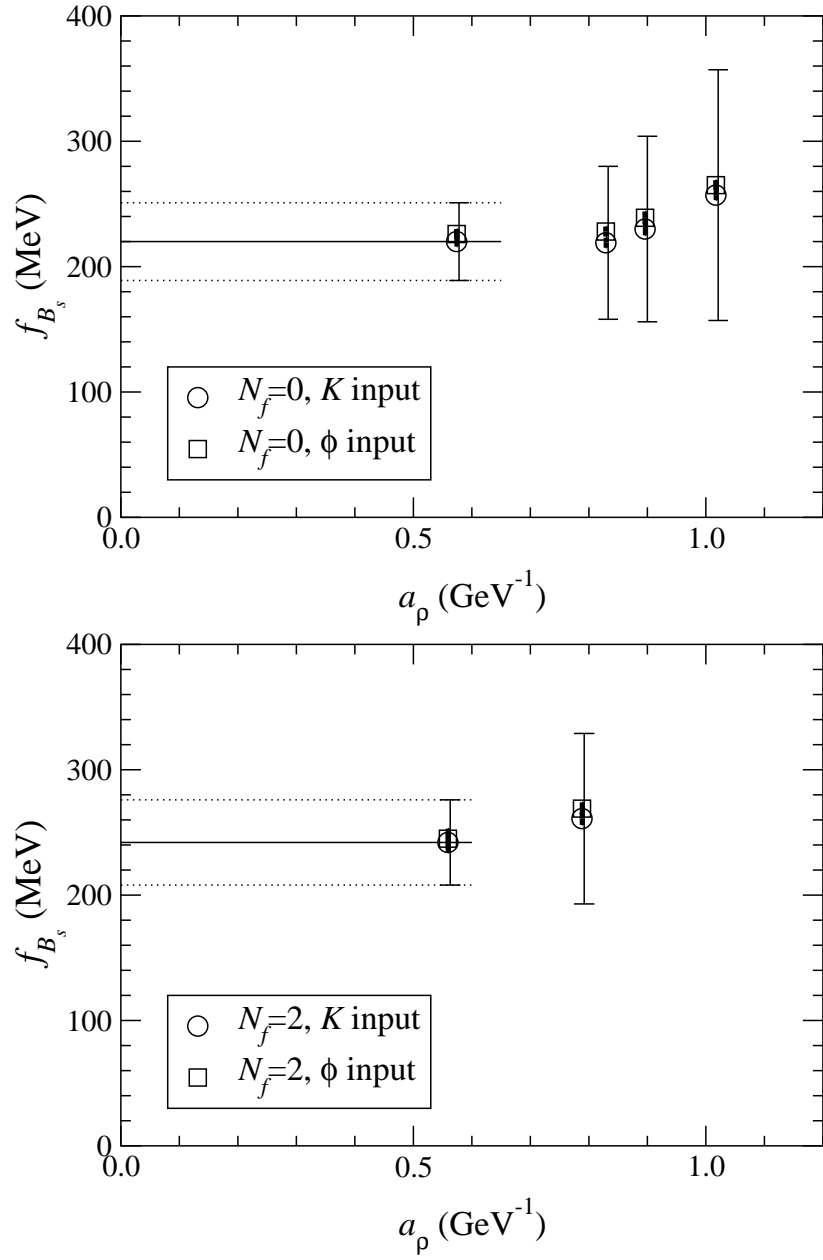 400
300
200
100
0
f_{B_s} (MeV)
N_f=0, K input
N_f=0, ϕ input
0.0 0.5 1.0
a_ρ (GeV^{-1})
400
300
200
100
0
f_{B_s} (MeV)
N_f=2, K input
N_f=2, ϕ input
0.0 0.5 1.0
a_ρ (GeV^{-1})